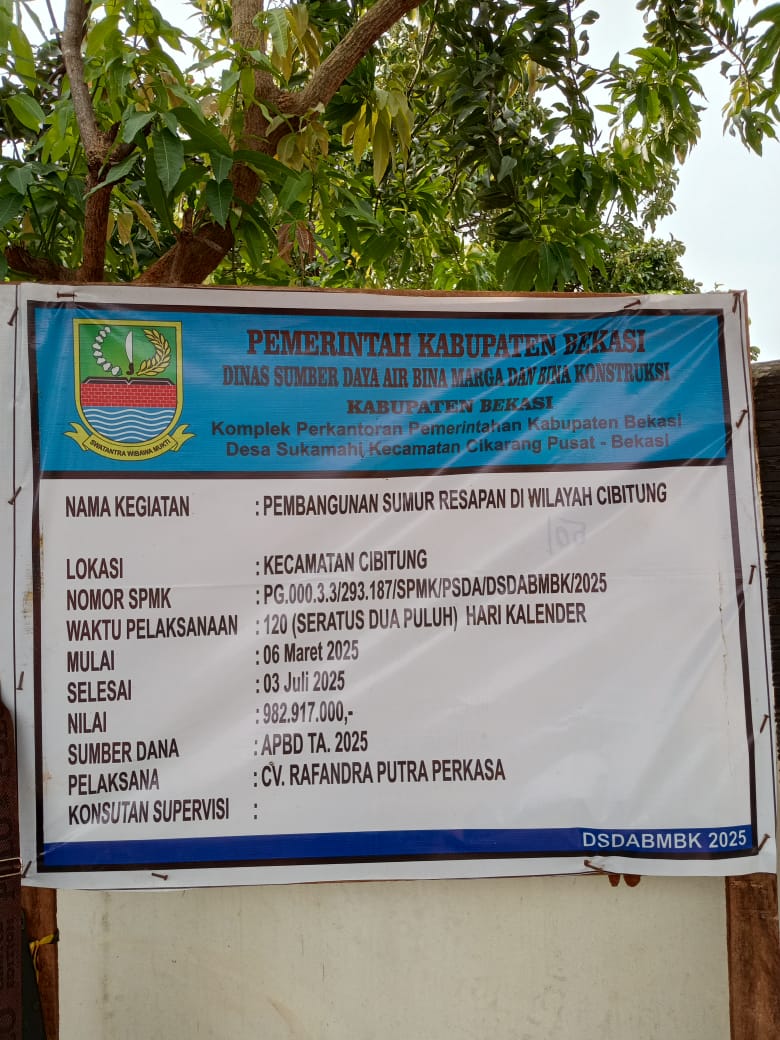 PEMERINTAH KABUPATEN BEKASI
DINAS SUMBER DAYA AIR BINA MARGA DAN BINA KONSTRUKSI
KABUPATEN BEKASI
Komplek Perkantoran Pemerintahan Kabupaten Bekasi
Desa Sukamahi Kecamatan Cikarang Pusat - Bekasi
SWATANTRA WIBAWA MUKTI
NAMA KEGIATAN : PEMBANGUNAN SUMUR RESAPAN DI WILAYAH CIBITUNG
LOKASI : KECAMATAN CIBITUNG
NOMOR SPMK : PG.000.3.3/293.187/SPMK/PSDA/DSDABMBK/2025
WAKTU PELAKSANAAN : 120 (SERATUS DUA PULUH) HARI KALENDER
MULAI : 06 Maret 2025
SELESAI : 03 Juli 2025
NILAI : 982.917.000,-
SUMBER DANA : APBD TA. 2025
PELAKSANA : CV. RAFANDRA PUTRA PERKASA
KONSUTAN SUPERVISI :
DSDABMBK 2025